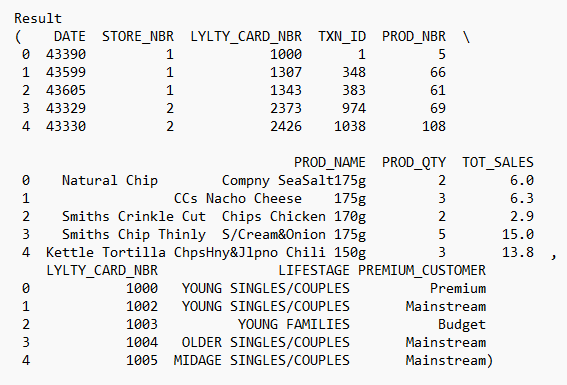 Result
(    DATE  STORE_NBR  LYLTY_CARD_NBR  TXN_ID  PROD_NBR  \
 0  43390          1            1000       1         5
 1  43599          1            1307     348        66
 2  43605          1            1343     383        61
 3  43329          2            2373     974        69
 4  43330          2            2426    1038       108
                                  PROD_NAME  PROD_QTY  TOT_SALES
 0    Natural Chip        Compny SeaSalt175g         2        6.0
 1                  CCs Nacho Cheese    175g         3        6.3
 2    Smiths Crinkle Cut  Chips Chicken 170g         2        2.9
 3    Smiths Chip Thinly  S/Cream&Onion 175g         5       15.0
 4  Kettle Tortilla ChpsHny&Jlpno Chili 150g         3       13.8  ,
    LYLTY_CARD_NBR               LIFESTAGE PREMIUM_CUSTOMER
 0            1000   YOUNG SINGLES/COUPLES          Premium
 1            1002   YOUNG SINGLES/COUPLES       Mainstream
 2            1003          YOUNG FAMILIES           Budget
 3            1004   OLDER SINGLES/COUPLES       Mainstream
 4            1005  MIDAGE SINGLES/COUPLES       Mainstream)